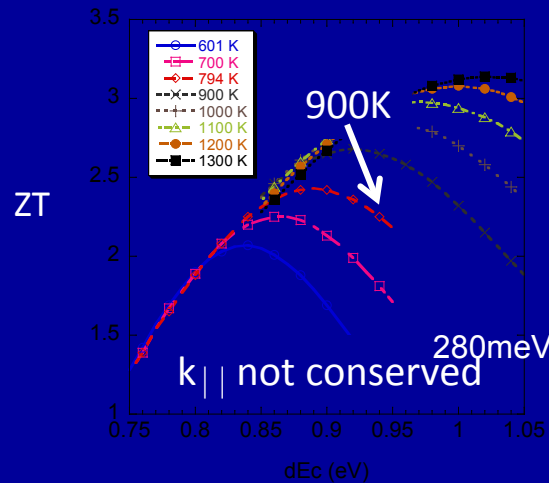 601 K
700 K
794 K
900 K
1000 K
1100 K
1200 K
1300 K
900K
ZT
3.5
3
2.5
2
1.5
1
280meV
k|| not conserved
0.75 0.8 0.85 0.9 0.95 1 1.05
dEc (eV)